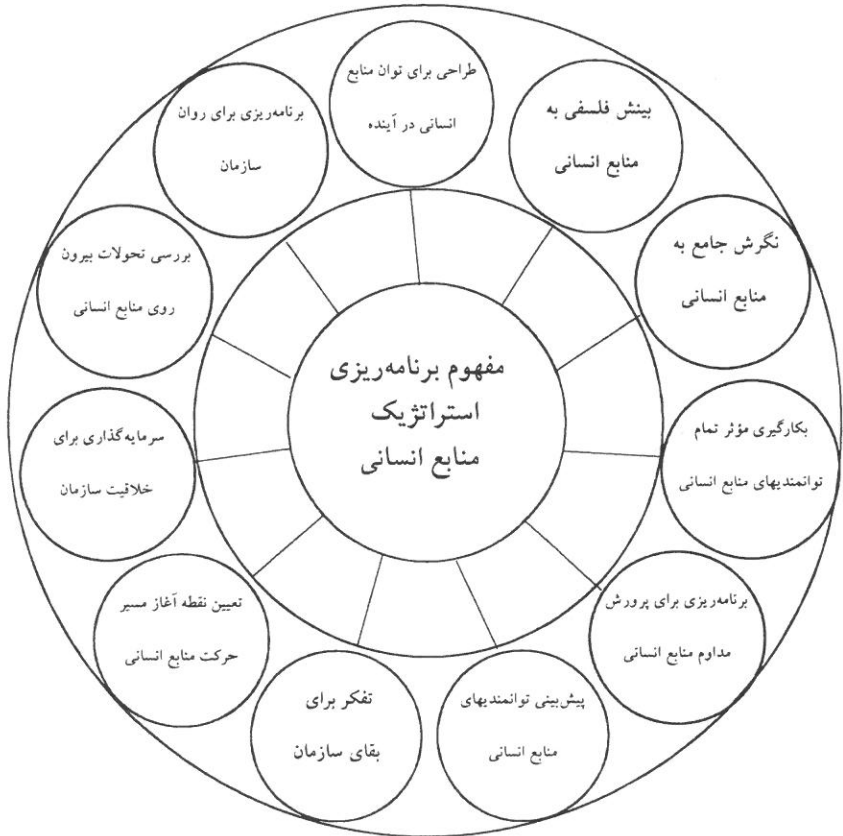 مفهوم برنامه‌ریزی
استراتژیک
منابع انسانی
طراحی برای توان منابع
انسانی در آینده
بینش فلسفی به
منابع انسانی
نگرش جامع به
منابع انسانی
بکارگیری مؤثر تمام
توانمندیهای منابع انسانی
برنامه‌ریزی برای پرورش
مداوم منابع انسانی
پیش‌بینی توانمندیهای
منابع انسانی
تفکر برای
بقای سازمان
تعیین نقطه آغاز مسیر
حرکت منابع انسانی
سرمایه‌گذاری برای
خلاقیت سازمان
بررسی تحولات بیرون
روی منابع انسانی
برنامه‌ریزی برای روان
سازمان